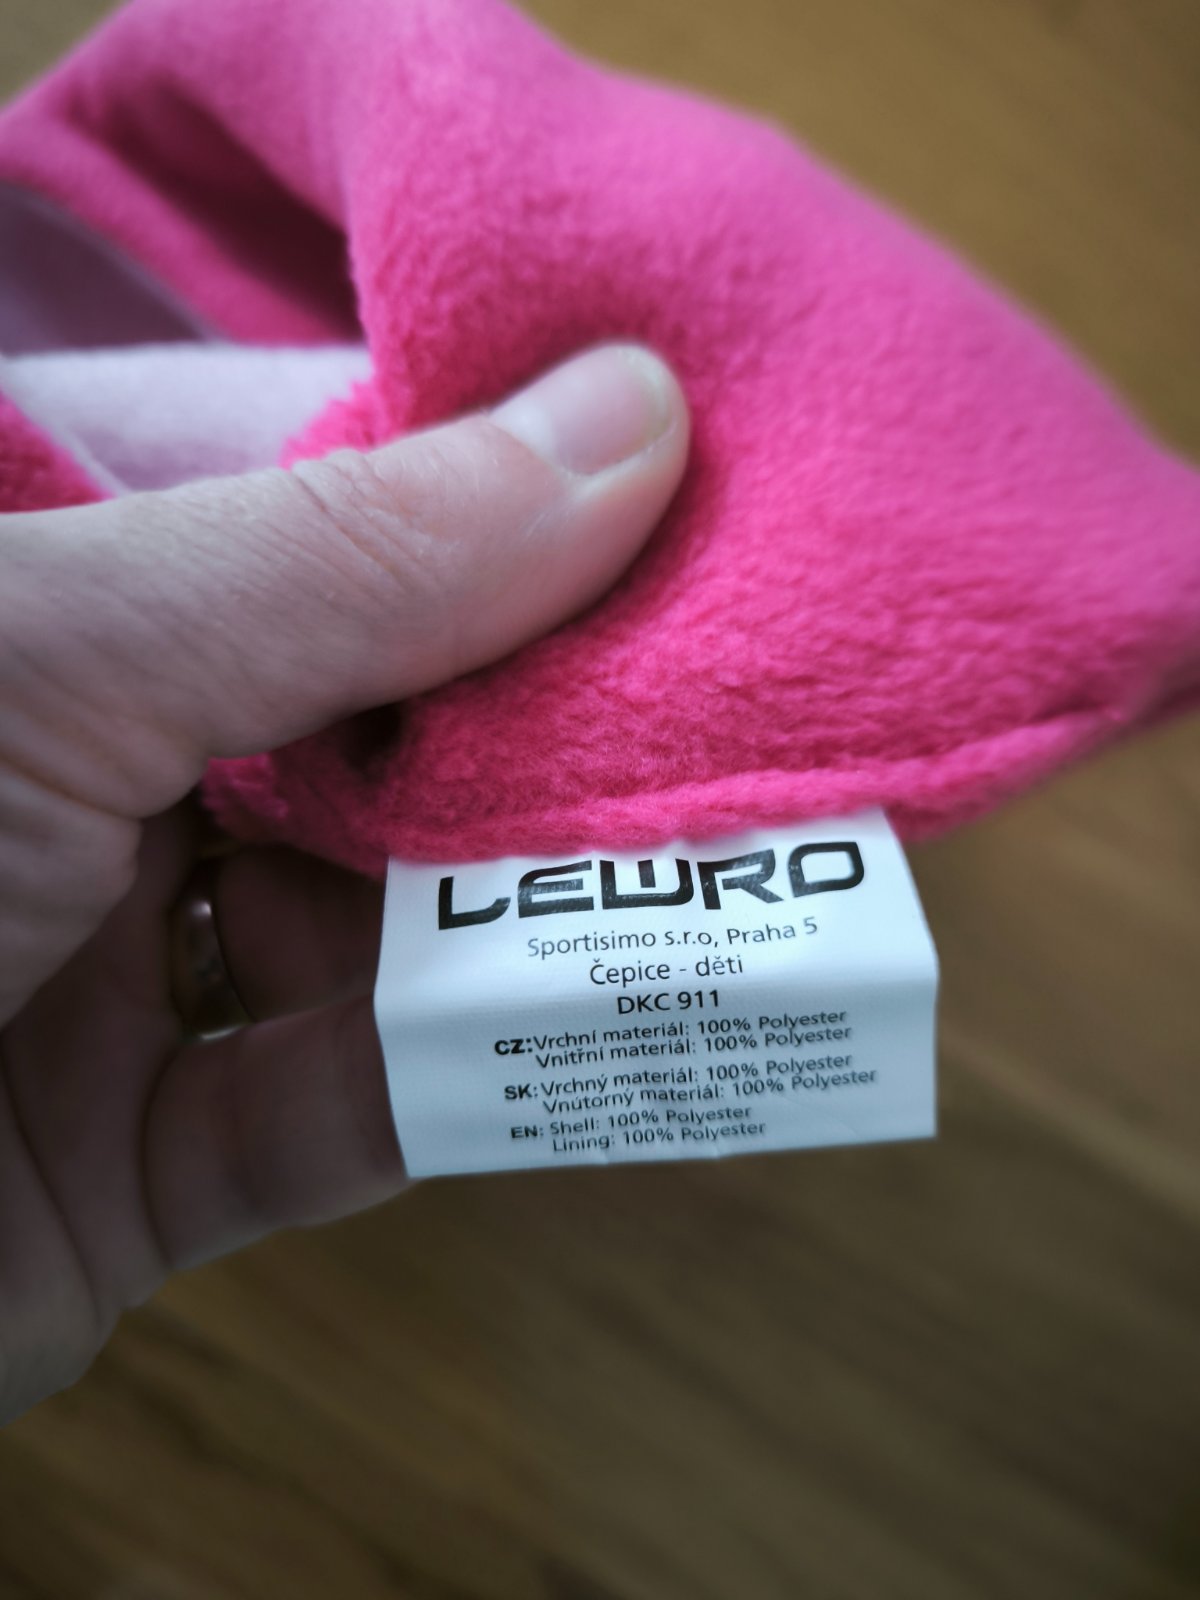 LEWRO
Sportisimo s.r.o, Praha 5
Čepice - děti
DKC 911
CZ: Vrchní materiál: 100% Polyester
Vnitřní materiál: 100% Polyester
SK: Vrchný materiál: 100% Polyester
Vnútorný materiál: 100% Polyester
EN: Shell: 100% Polyester
Lining: 100% Polyester